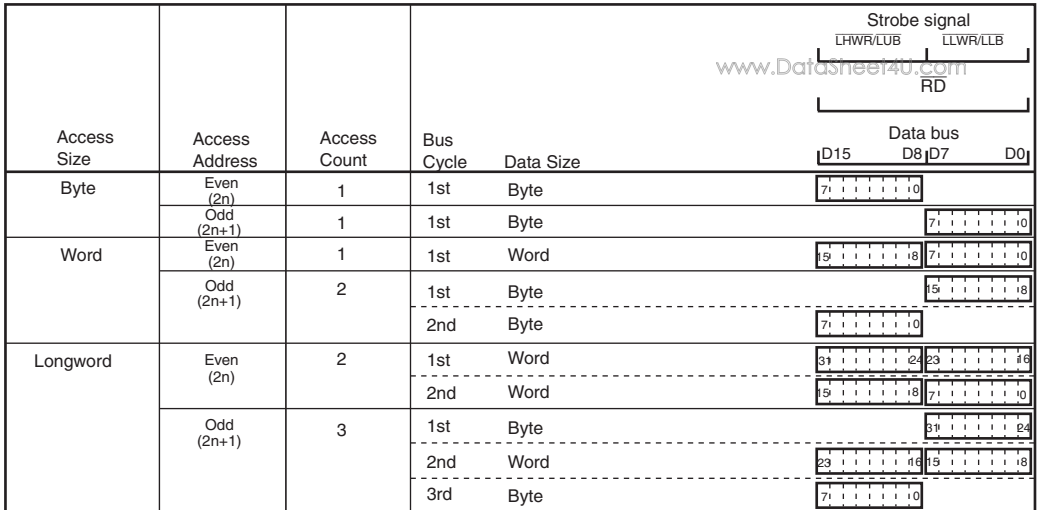 Strobe signal
LHWR/LUB LLWR/LLB
www.DataSheet4U.com
RD
Access Size Access Address Access Count Bus Cycle Data Size Data bus
D15 D8 D7 D0
Byte Even (2n) 1 1st Byte 7 0
Odd (2n+1) 1 1st Byte 7 0
Word Even (2n) 1 1st Word 15 8 7 0
Odd (2n+1) 2 1st Byte 15 8
2nd Byte 7 0
Longword Even (2n) 2 1st Word 31 24 23 16
2nd Word 15 8 7 0
Odd (2n+1) 3 1st Byte 31 24
2nd Word 23 16 15 8
3rd Byte 7 0